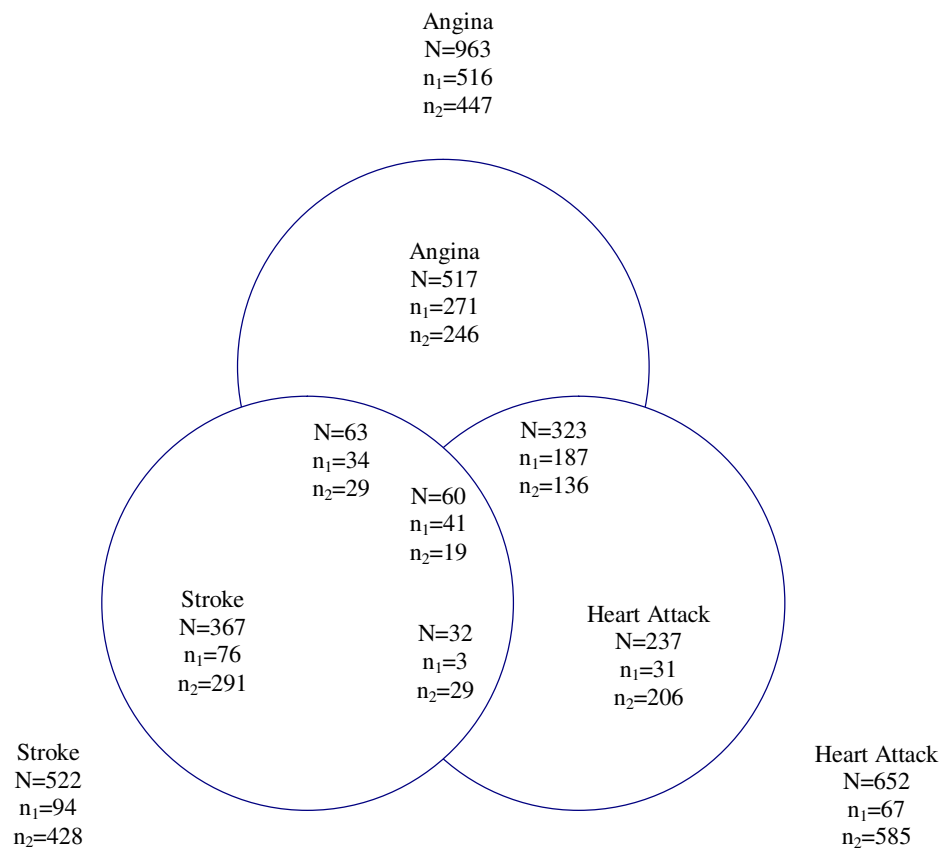 Angina
N=963
n₁=516
n₂=447
Angina
N=517
n₁=271
n₂=246
N=63
n₁=34
n₂=29
N=323
n₁=187
n₂=136
N=60
n₁=41
n₂=19
Stroke
N=367
n₁=76
n₂=291
N=32
n₁=3
n₂=29
Heart Attack
N=237
n₁=31
n₂=206
Stroke
N=522
n₁=94
n₂=428
Heart Attack
N=652
n₁=67
n₂=585